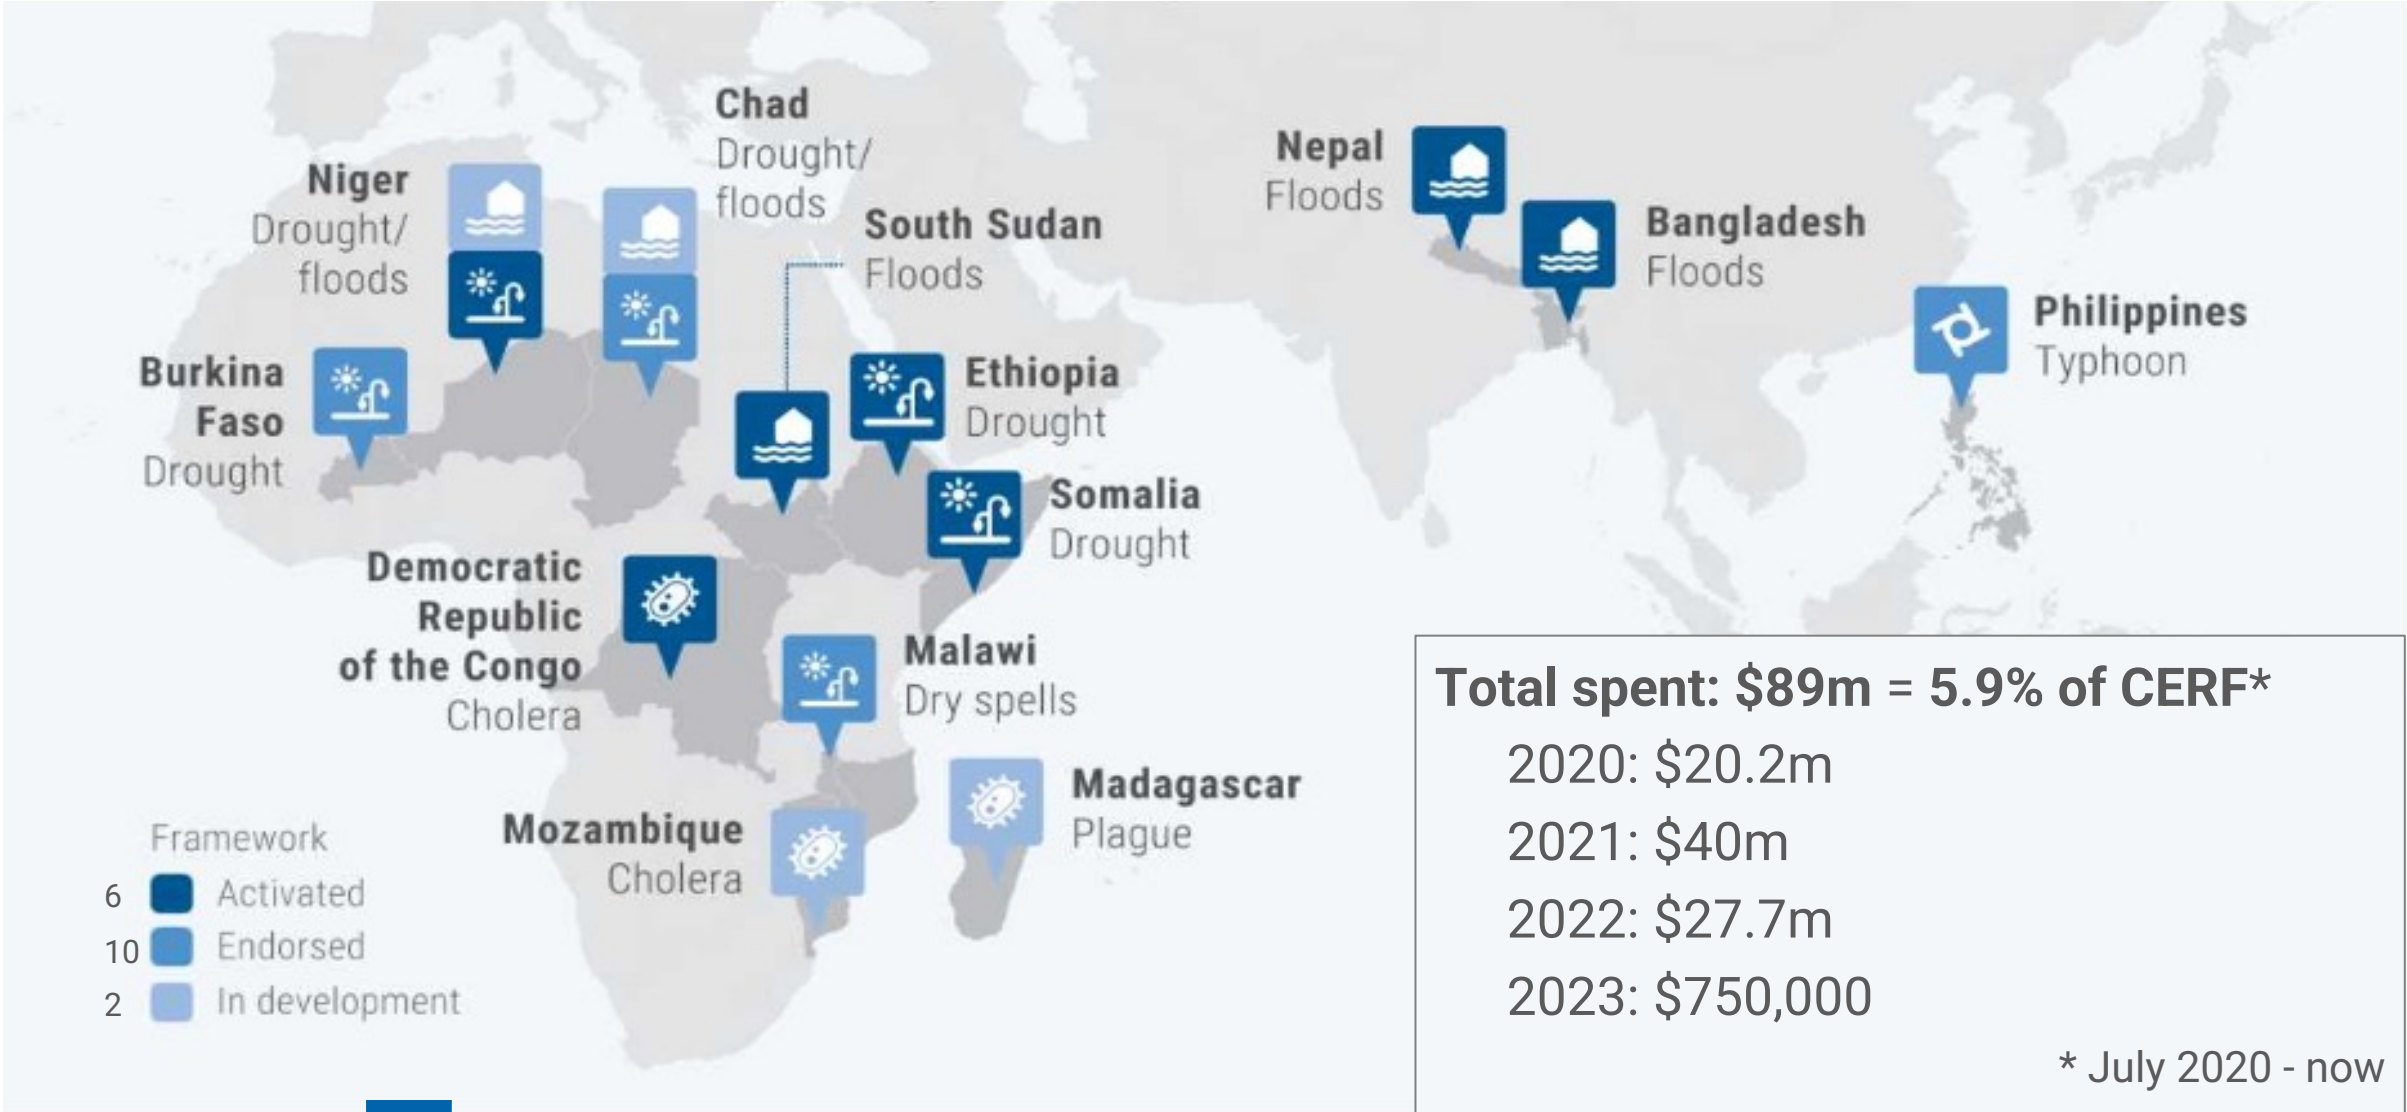 Chad
Drought/
floods
Niger
Drought/
floods
South Sudan
Floods
Nepal
Floods
Bangladesh
Floods
Philippines
Typhoon
Burkina
Faso
Drought
Ethiopia
Drought
Somalia
Drought
Democratic
Republic
of the Congo
Cholera
Malawi
Dry spells
Madagascar
Plague
Mozambique
Cholera
Framework
6 Activated
10 Endorsed
2 In development
Total spent: $89m = 5.9% of CERF*
2020: $20.2m
2021: $40m
2022: $27.7m
2023: $750,000
* July 2020 - now